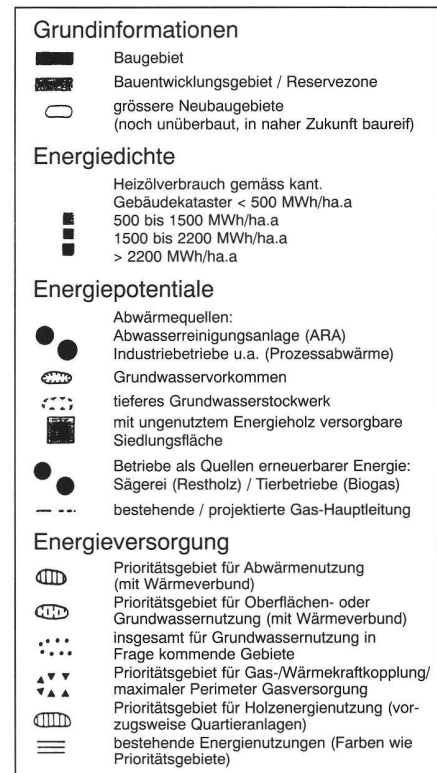 Grundinformationen
Baugebiet
Bauentwicklungsgebiet / Reservezone
grössere Neubaugebiete
(noch unüberbaut, in naher Zukunft baureif)
Energiedichte
Heizölverbrauch gemäss kant.
Gebäudekataster < 500 MWh/ha.a
500 bis 1500 MWh/ha.a
1500 bis 2200 MWh/ha.a
> 2200 MWh/ha.a
Energiepotentiale
Abwärmequellen:
Abwasserreinigungsanlage (ARA)
Industriebetriebe u.a. (Prozessabwärme)
Grundwasservorkommen
tieferes Grundwasserstockwerk
mit ungenutztem Energieholz versorgbare
Siedlungsfläche
Betriebe als Quellen erneuerbarer Energie:
Sägerei (Restholz) / Tierbetriebe (Biogas)
bestehende / projektierte Gas-Hauptleitung
Energieversorgung
Prioritätsgebiet für Abwärmenutzung
(mit Wärmeverbund)
Prioritätsgebiet für Oberflächen- oder
Grundwassernutzung (mit Wärmeverbund)
insgesamt für Grundwassernutzung in
Frage kommende Gebiete
Prioritätsgebiet für Gas-/Wärmekraftkopplung/
maximaler Perimeter Gasversorgung
Prioritätsgebiet für Holzenergienutzung (vor-
zugsweise Quartieranlagen)
bestehende Energienutzungen (Farben wie
Prioritätsgebiete)